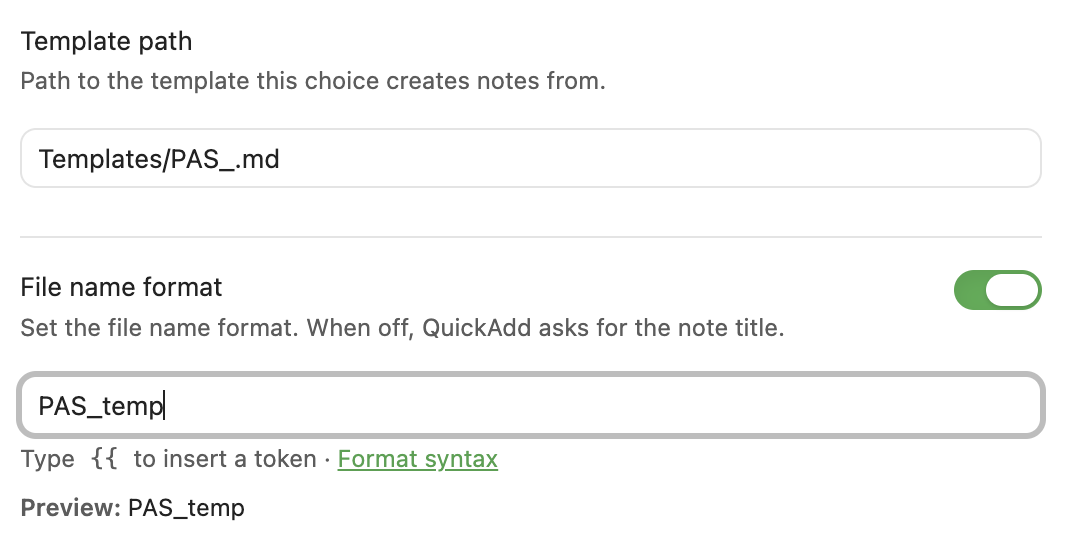 Template path
Path to the template this choice creates notes from.
Templates/PAS_.md
File name format
Set the file name format. When off, QuickAdd asks for the note title.
PAS_temp
Type {{ to insert a token · Format syntax
Preview: PAS_temp